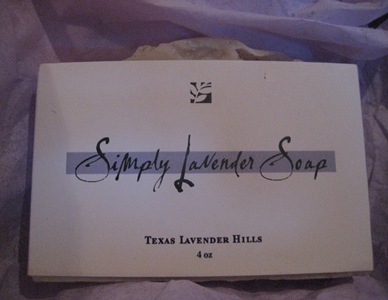 Simply Lavender Soap
Texas Lavender Hills
4 oz